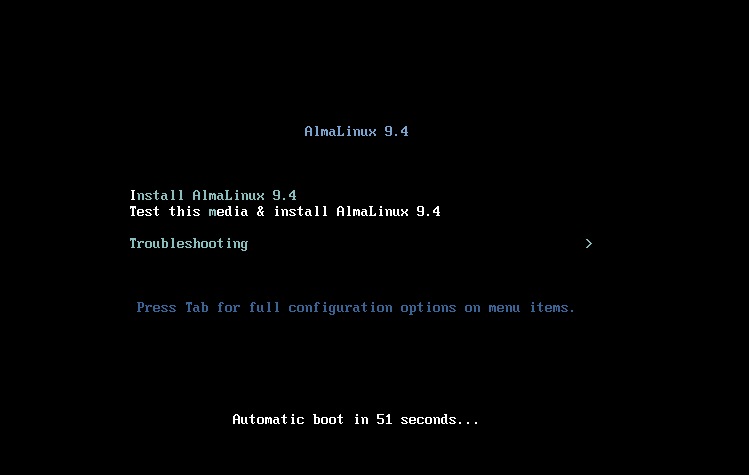 AlmaLinux 9.4
Install AlmaLinux 9.4
Test this media & install AlmaLinux 9.4
Troubleshooting >
Press Tab for full configuration options on menu items.
Automatic boot in 51 seconds...